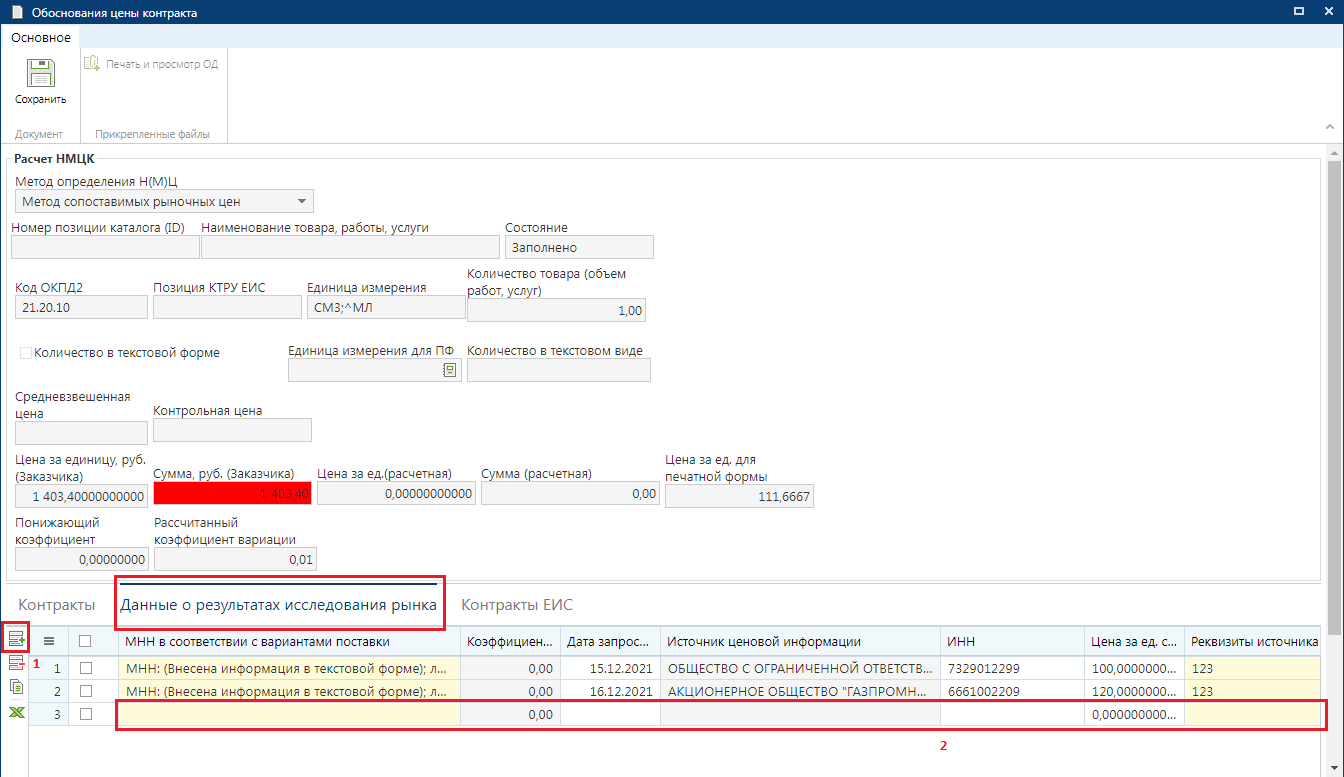 Обоснования цены контракта
Основное
Сохранить
Печать и просмотр ОД
Документ
Прикрепленные файлы
Расчет НМЦК
Метод определения Н(М)Ц
Метод сопоставимых рыночных цен
Номер позиции каталога (ID) Наименование товара, работы, услуги Состояние
Заполнено
Количество товара (объем
работ, услуг)
Код ОКПД2 Позиция КТРУ ЕИС Единица измерения
21.20.10 СМ3;^МЛ 1,00
Количество в текстовой форме Единица измерения для ПФ Количество в текстовом виде
Средневзвешенная
цена
Контрольная цена
Цена за единицу, руб.
(Заказчика)
Сумма, руб. (Заказчика) Цена за ед.(расчетная) Сумма (расчетная)
Цена за ед. для
печатной формы
1 403,40000000000 1 403,40 0,00000000000 0,00 111,6667
Понижающий
коэффициент
Рассчитанный
коэффициент вариации
0,00000000 0,01
Контракты Данные о результатах исследования рынка Контракты ЕИС
МНН в соответствии с вариантами поставки Коэффициен... Дата запрос... Источник ценовой информации ИНН Цена за ед. с... Реквизиты источника
1
1 МНН: (Внесена информация в текстовой форме); л... 0,00 15.12.2021 ОБЩЕСТВО С ОГРАНИЧЕННОЙ ОТВЕТСТВ... 7329012299 100,0000000... 123
2 МНН: (Внесена информация в текстовой форме); л... 0,00 16.12.2021 АКЦИОНЕРНОЕ ОБЩЕСТВО "ГАЗПРОМН... 6661002209 120,0000000... 123
3 0,00 0,000000000...
2